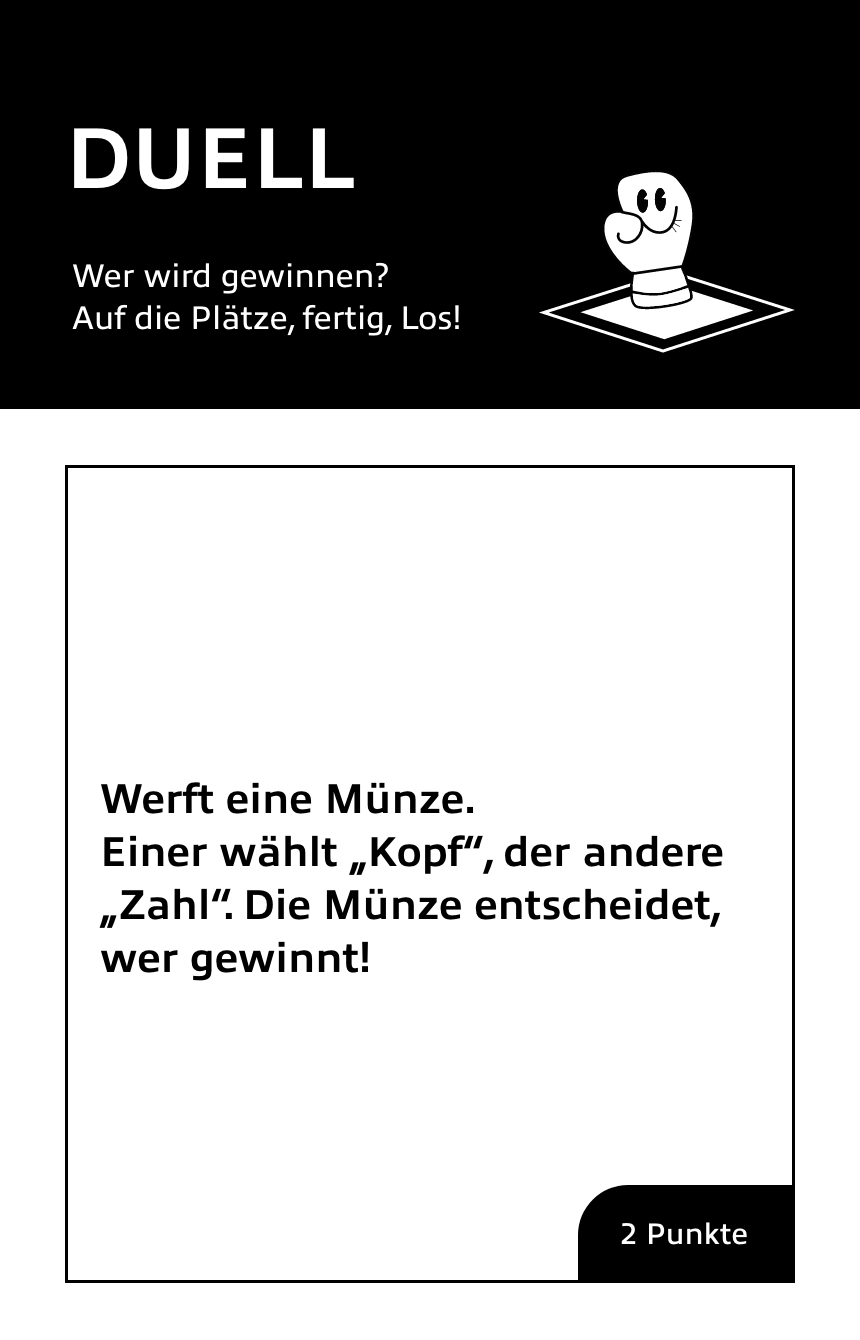 DUELL
Wer wird gewinnen?
Auf die Plätze, fertig, Los!
Werft eine Münze.
Einer wählt „Kopf“, der andere
„Zahl“. Die Münze entscheidet,
wer gewinnt!
2 Punkte